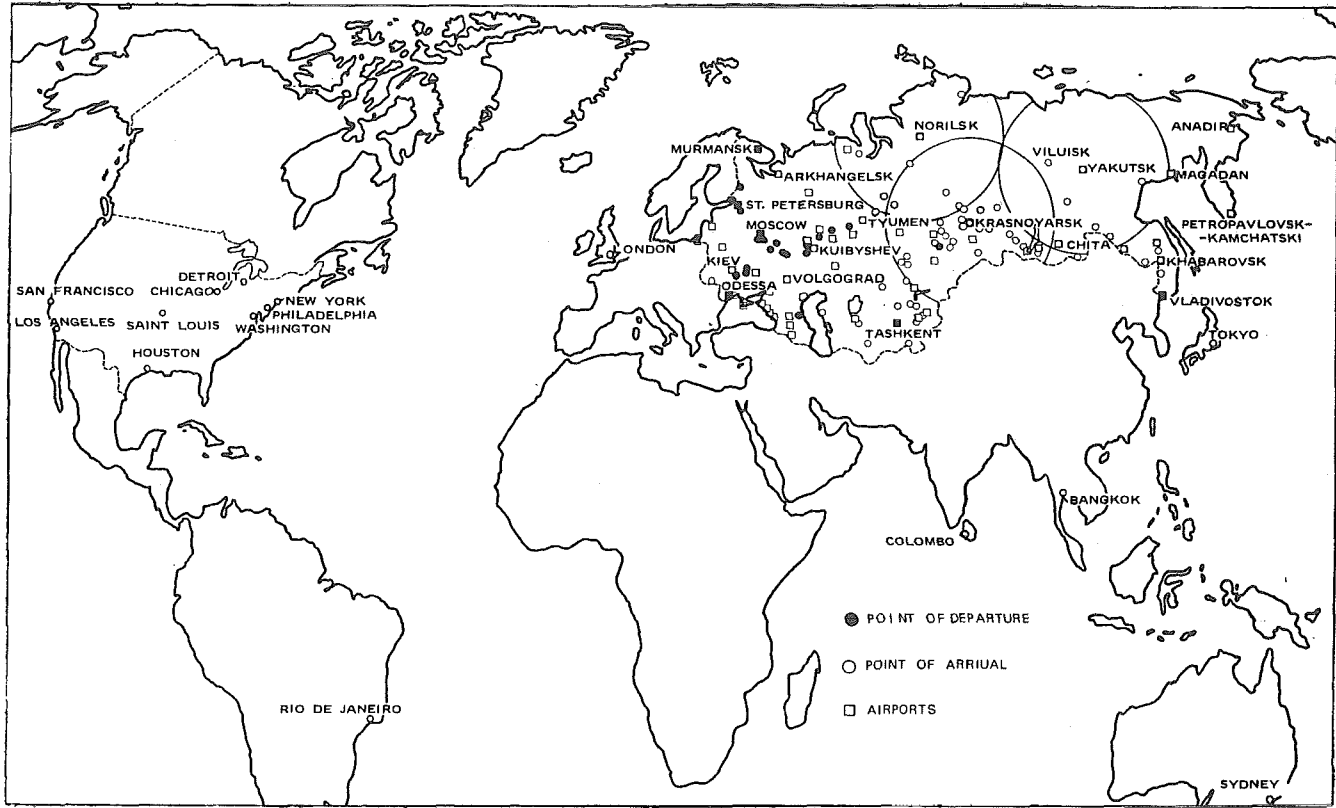 NORILSK
ANADIR
MURMANSK
VILUISK
YAKUTSK
ARKHANGELSK
MAGADAN
ST. PETERSBURG
TYUMEN
KRASNOYARSK
PETROPAVLOVSK-
-KAMCHATSKI
MOSCOW
LONDON
KUIBYSHEV
CHITA
KIEV
KHABAROVSK
DETROIT
ODESSA
VOLGOGRAD
SAN FRANCISCO
CHICAGO
NEW YORK
VLADIVOSTOK
PHILADELPHIA
LOS ANGELES
SAINT LOUIS
WASHINGTON
TASHKENT
TOKYO
HOUSTON
BANGKOK
COLOMBO
POINT OF DEPARTURE
POINT OF ARRIUAL
RIO DE JANEIRO
AIRPORTS
SYDNEY